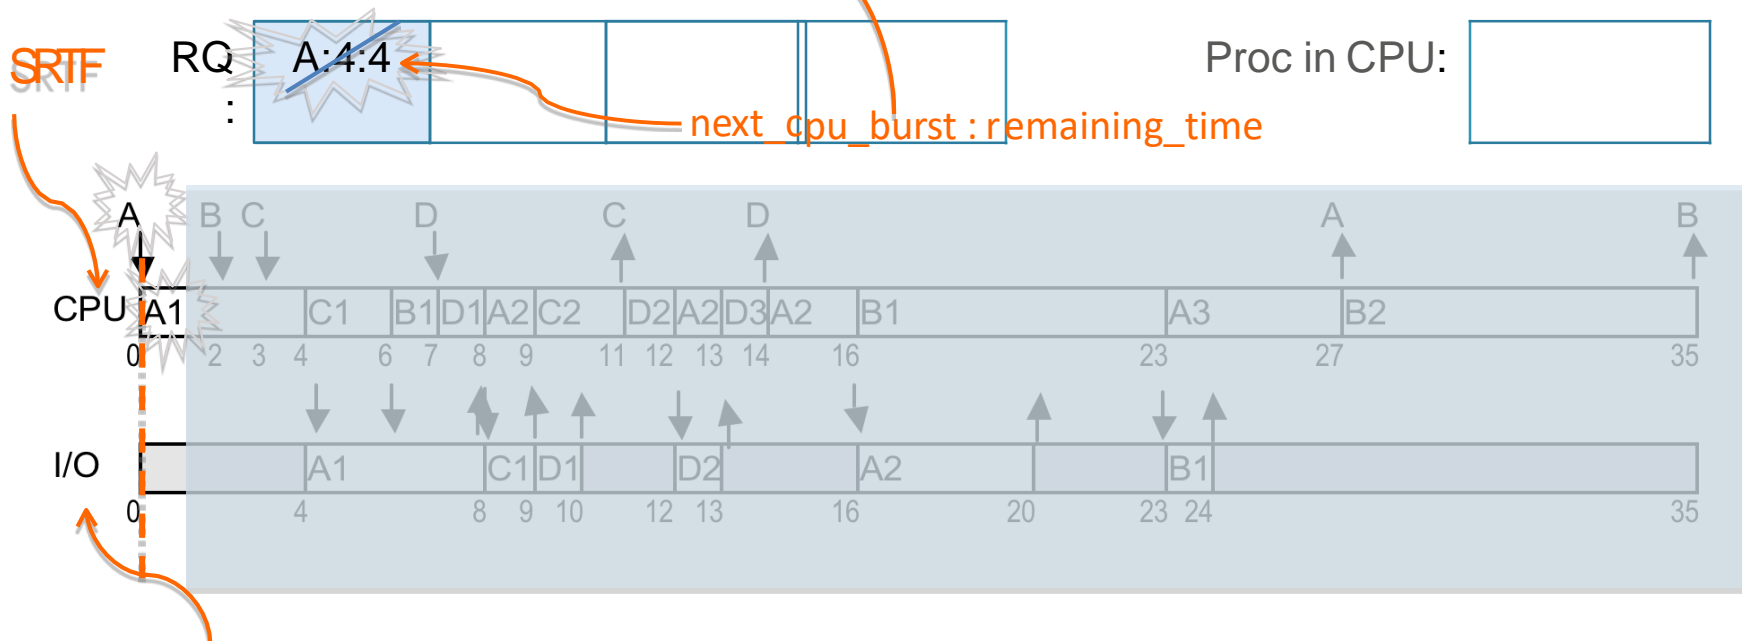 SRTF RQ A:4:4 Proc in CPU:
:
next_cpu_burst : remaining_time
A B C D C D A B
CPU A1 C1 B1 D1 A2 C2 D2 A2 D3 A2 B1 A3 B2
0 2 3 4 6 7 8 9 11 12 13 14 16 23 27 35
I/O A1 C1 D1 D2 A2 B1
0 4 8 9 10 12 13 16 20 23 24 35